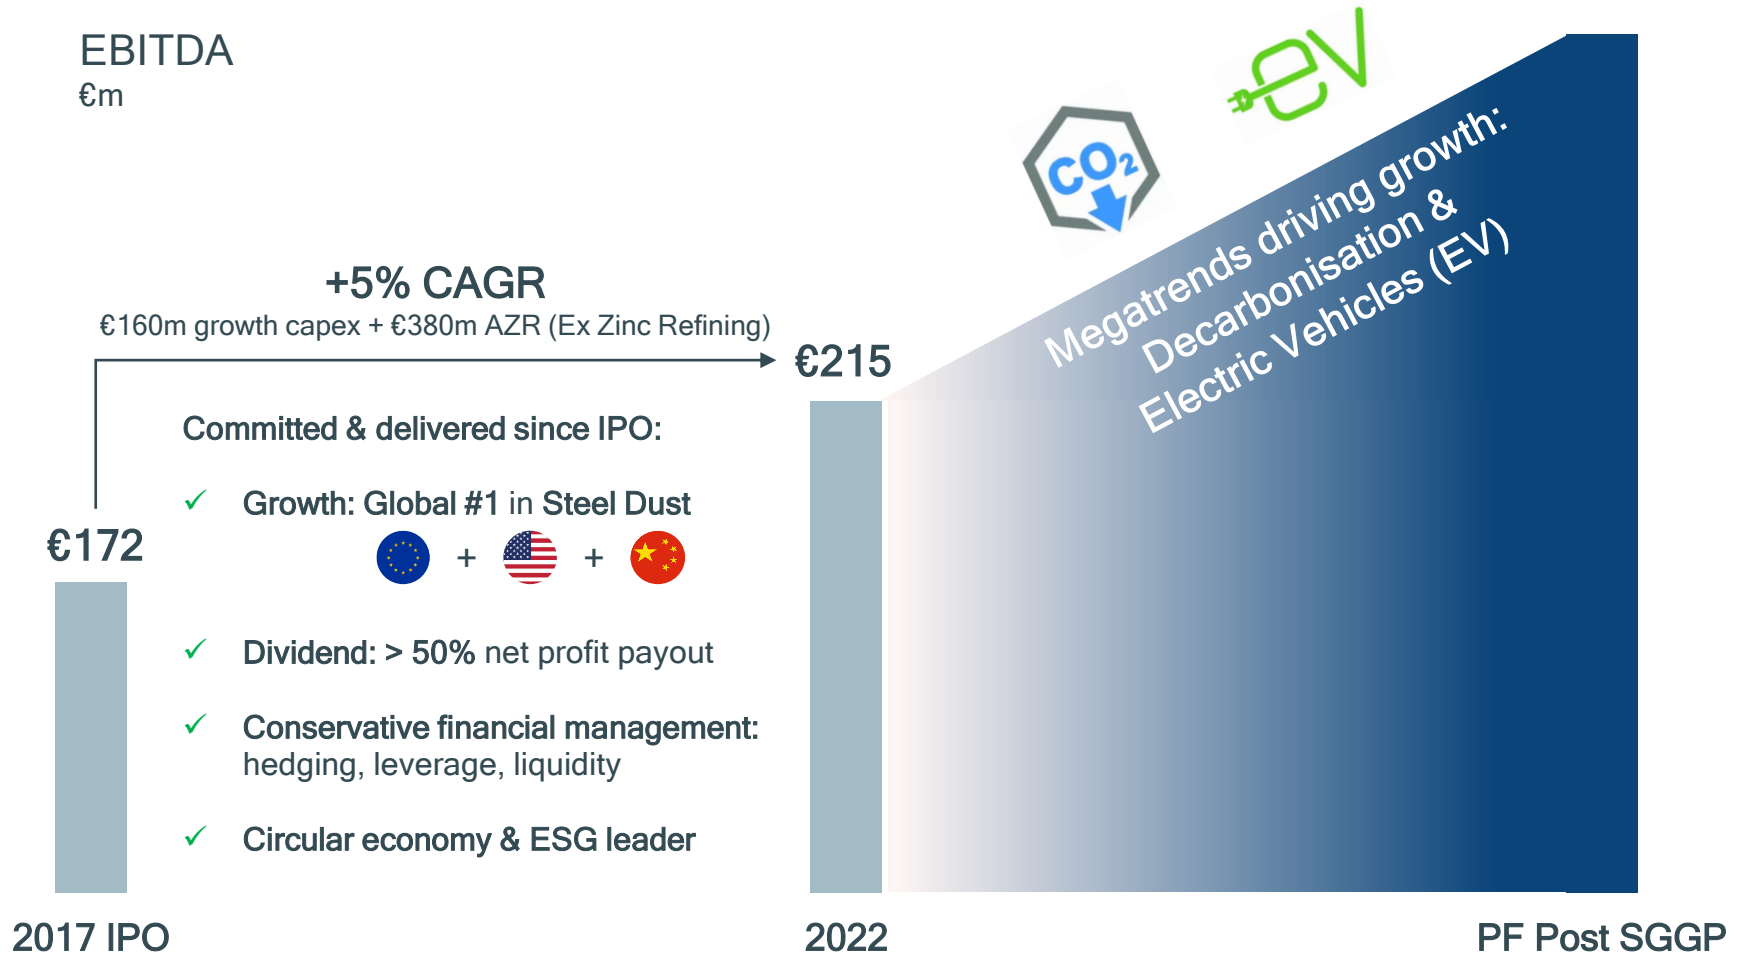 EBITDA
€m
CO2
eV
Megatrends driving growth:
Decarbonisation &
Electric Vehicles (EV)
+5% CAGR
€160m growth capex + €380m AZR (Ex Zinc Refining)
€215
Committed & delivered since IPO:
✓ Growth: Global #1 in Steel Dust
+ +
€172
✓ Dividend: > 50% net profit payout
✓ Conservative financial management:
hedging, leverage, liquidity
✓ Circular economy & ESG leader
2017 IPO
2022
PF Post SGGP